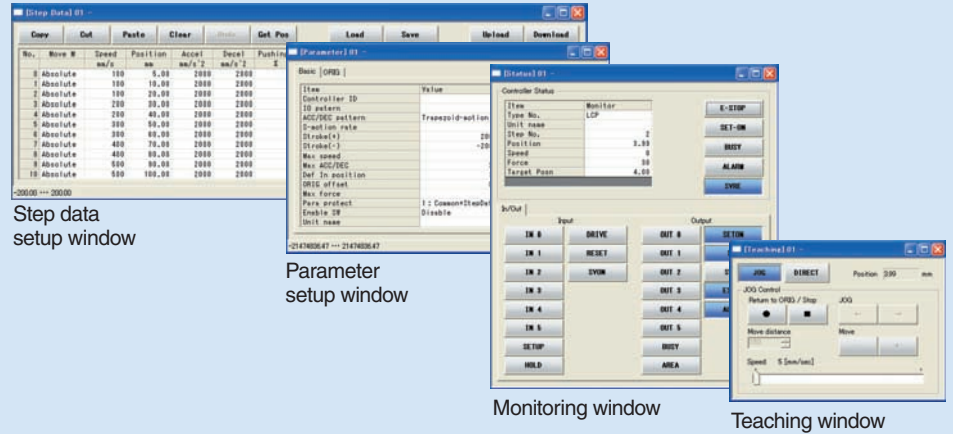 [Step Data] 01 -
Copy Cut Paste Clear Undo Get Pos Load Save Upload Download
No. Move M Speed Position Accel Decel Pushing
mm/s mm mm/s^2 mm/s^2 %
0 Absolute 100 5.00 2000 2000
1 Absolute 100 10.00 2000 2000
2 Absolute 100 20.00 2000 2000
3 Absolute 200 30.00 2000 2000
4 Absolute 200 40.00 2000 2000
5 Absolute 300 50.00 2000 2000
6 Absolute 300 60.00 2000 2000
7 Absolute 400 70.00 2000 2000
8 Absolute 400 80.00 2000 2000
9 Absolute 500 90.00 2000 2000
10 Absolute 500 100.00 2000 2000
-200.00 --- 200.00
Step data
setup window
[Parameter] 01 -
Basic ORIG
Item Value
Controller ID
IO patern
ACC/DEC pattern Trapezoid-motion
S-motion rate
Stroke(+) 200
Stroke(-) -200
Max speed
Max ACC/DEC
Def In position
ORIG offset
Max force
Para protect 1: Common+StepDat
Enable SW Disable
Unit name
-21474836.47 --- 21474836.47
Parameter
setup window
[Status] 01 -
Controller Status
Item Monitor
Type No. LCP
Unit name
Step No. 2
Position 3.99
Speed 0
Force 30
Target Posn 4.00
E-STOP
SET-ON
BUSY
ALARM
SVRE
In/Out
Input Output
IN 0 DRIVE OUT 0 SETON
IN 1 RESET OUT 1
IN 2 SVON OUT 2
IN 3 OUT 3
IN 4 OUT 4
IN 5 OUT 5
SETUP BUSY
HOLD AREA
Monitoring window
[Teaching] 01 -
JOG DIRECT Position 3.99 mm
JOG Control
Return to ORIG / Stop JOG
Move distance Move
Speed 5 [mm/sec]
Teaching window